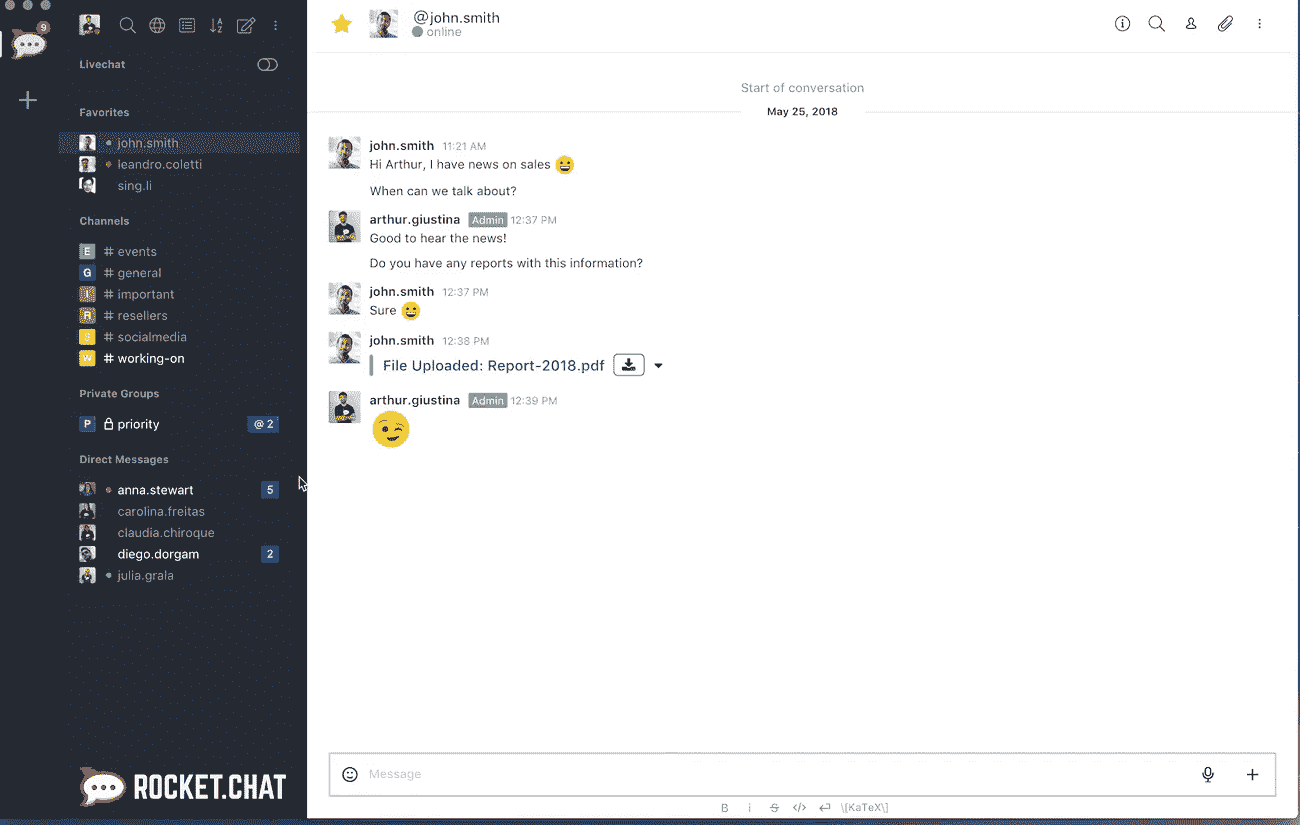 9
Livechat
Favorites
john.smith
leandro.coletti
sing.li
Channels
E # events
G # general
I # important
R # resellers
# socialmedia
W # working-on
Private Groups
P priority @ 2
Direct Messages
anna.stewart 5
carolina.freitas
claudia.chiroque
diego.dorgam 2
julia.grala
ROCKET.CHAT
@john.smith
online
Start of conversation
May 25, 2018
john.smith 11:21 AM
Hi Arthur, I have news on sales 😀
When can we talk about?
arthur.giustina Admin 12:37 PM
Good to hear the news!
Do you have any reports with this information?
john.smith 12:37 PM
Sure 😀
john.smith 12:38 PM
File Uploaded: Report-2018.pdf
arthur.giustina Admin 12:39 PM
😉
Message
B i S </> \[KaTeX\]